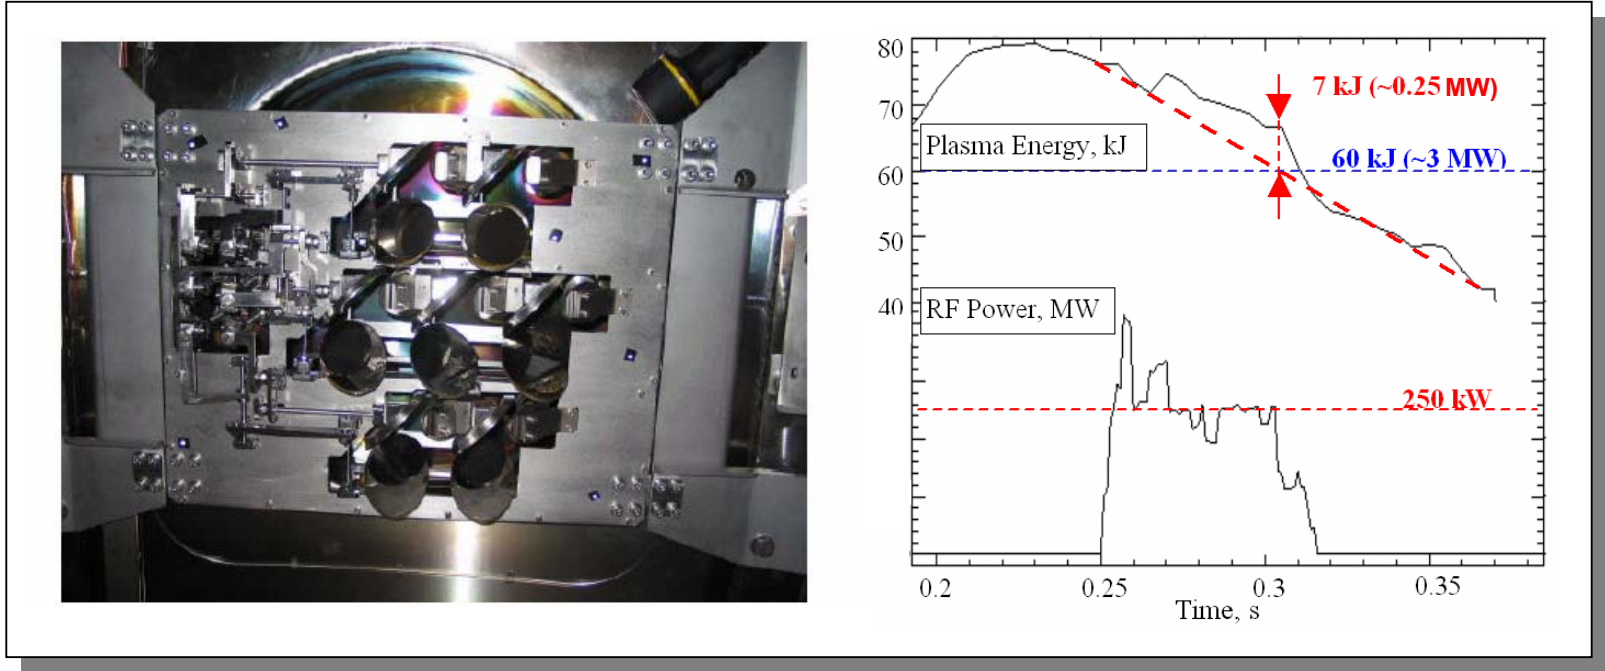 80
70
60
50
40
Plasma Energy, kJ
7 kJ (~0.25 MW)
60 kJ (~3 MW)
RF Power, MW
250 kW
0.2
0.25
0.3
0.35
Time, s